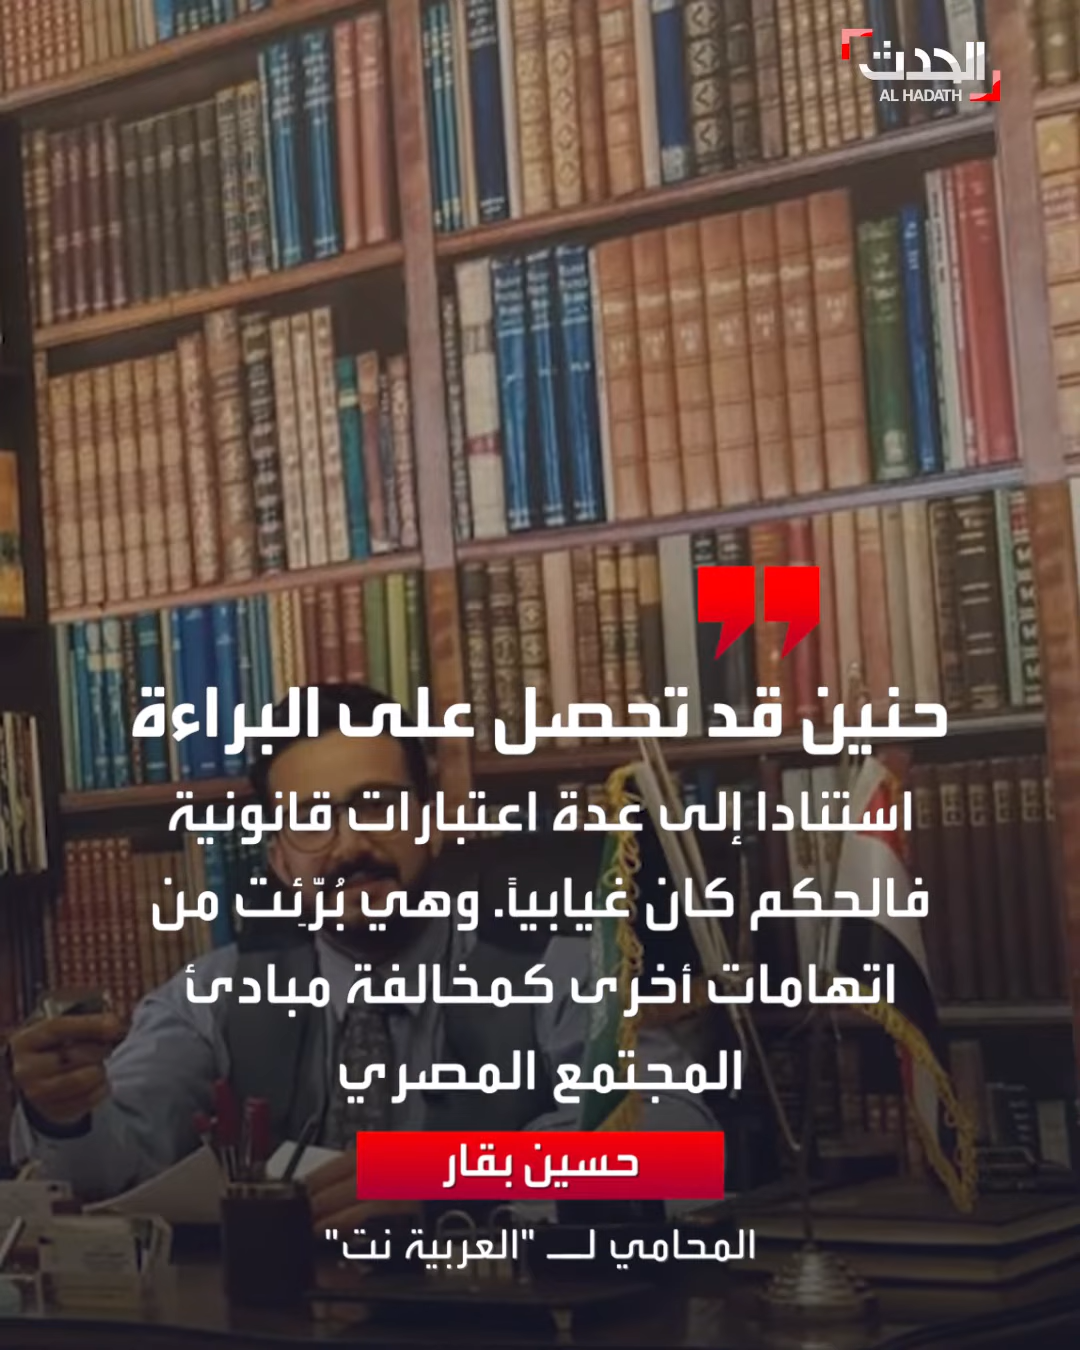 الحدث
AL HADATH
حنين قد تحصل على البراءة
استنادا إلى عدة اعتبارات قانونية
فالحكم كان غيابياً. وهي بُرّئِت من
اتهامات أخرى كمخالفة مبادئ
المجتمع المصري
حسين بقار
المحامي لـــ "العربية نت"